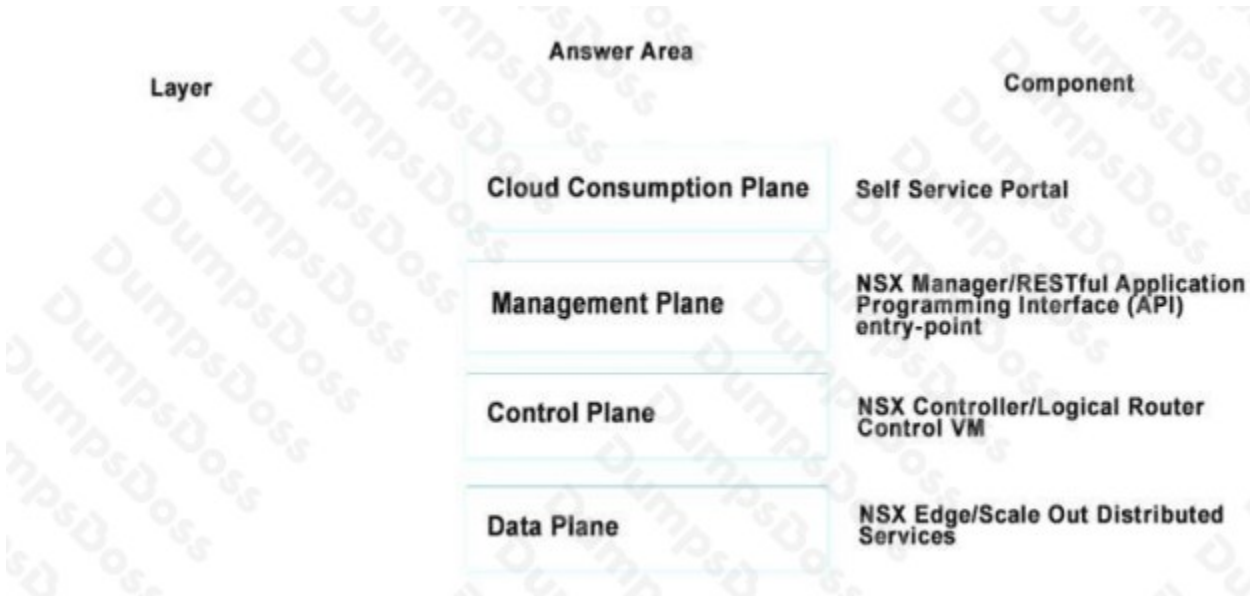 Answer Area
Layer
Component
Cloud Consumption Plane
Self Service Portal
Management Plane
NSX Manager/RESTful Application
Programming Interface (API)
entry-point
Control Plane
NSX Controller/Logical Router
Control VM
Data Plane
NSX Edge/Scale Out Distributed
Services
DumpsDoss